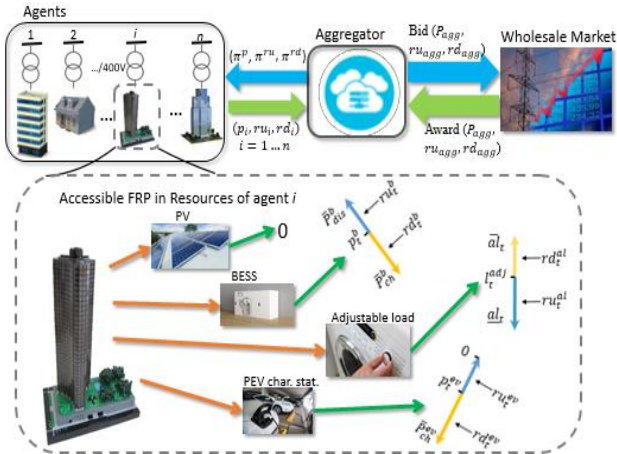 Agents
1 2 i n
.../400V
... ...
(π^p, π^ru, π^rd)
(p_i, ru_i, rd_i)
i = 1 ... n
Aggregator
Bid (P_agg,
ru_agg, rd_agg)
Award (P_agg,
ru_agg, rd_agg)
Wholesale Market
Accessible FRP in Resources of agent i
PV
0
BESS
P̄^b_dis
ru^b_t
p^b_t
rd^b_t
P̄^b_ch
Adjustable load
a̅l̅_t
rd^al_t
l^adj_t
ru^al_t
a̲l̲_t
PEV char. stat.
0
ru^ev_t
p^ev_t
rd^ev_t
P̄^ev_ch